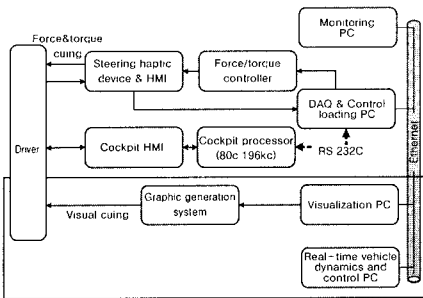 Force&torque
cuing
Monitoring
PC
Steering haptic
device & HMI
Force/torque
controller
DAQ & Control
loading PC
Driver
Cockpit HMI
Cockpit processor
(80c 196kc)
RS 232C
Ethernet
Visual cuing
Graphic generation
system
Visualization PC
Real-time vehicle
dynamics and
control PC